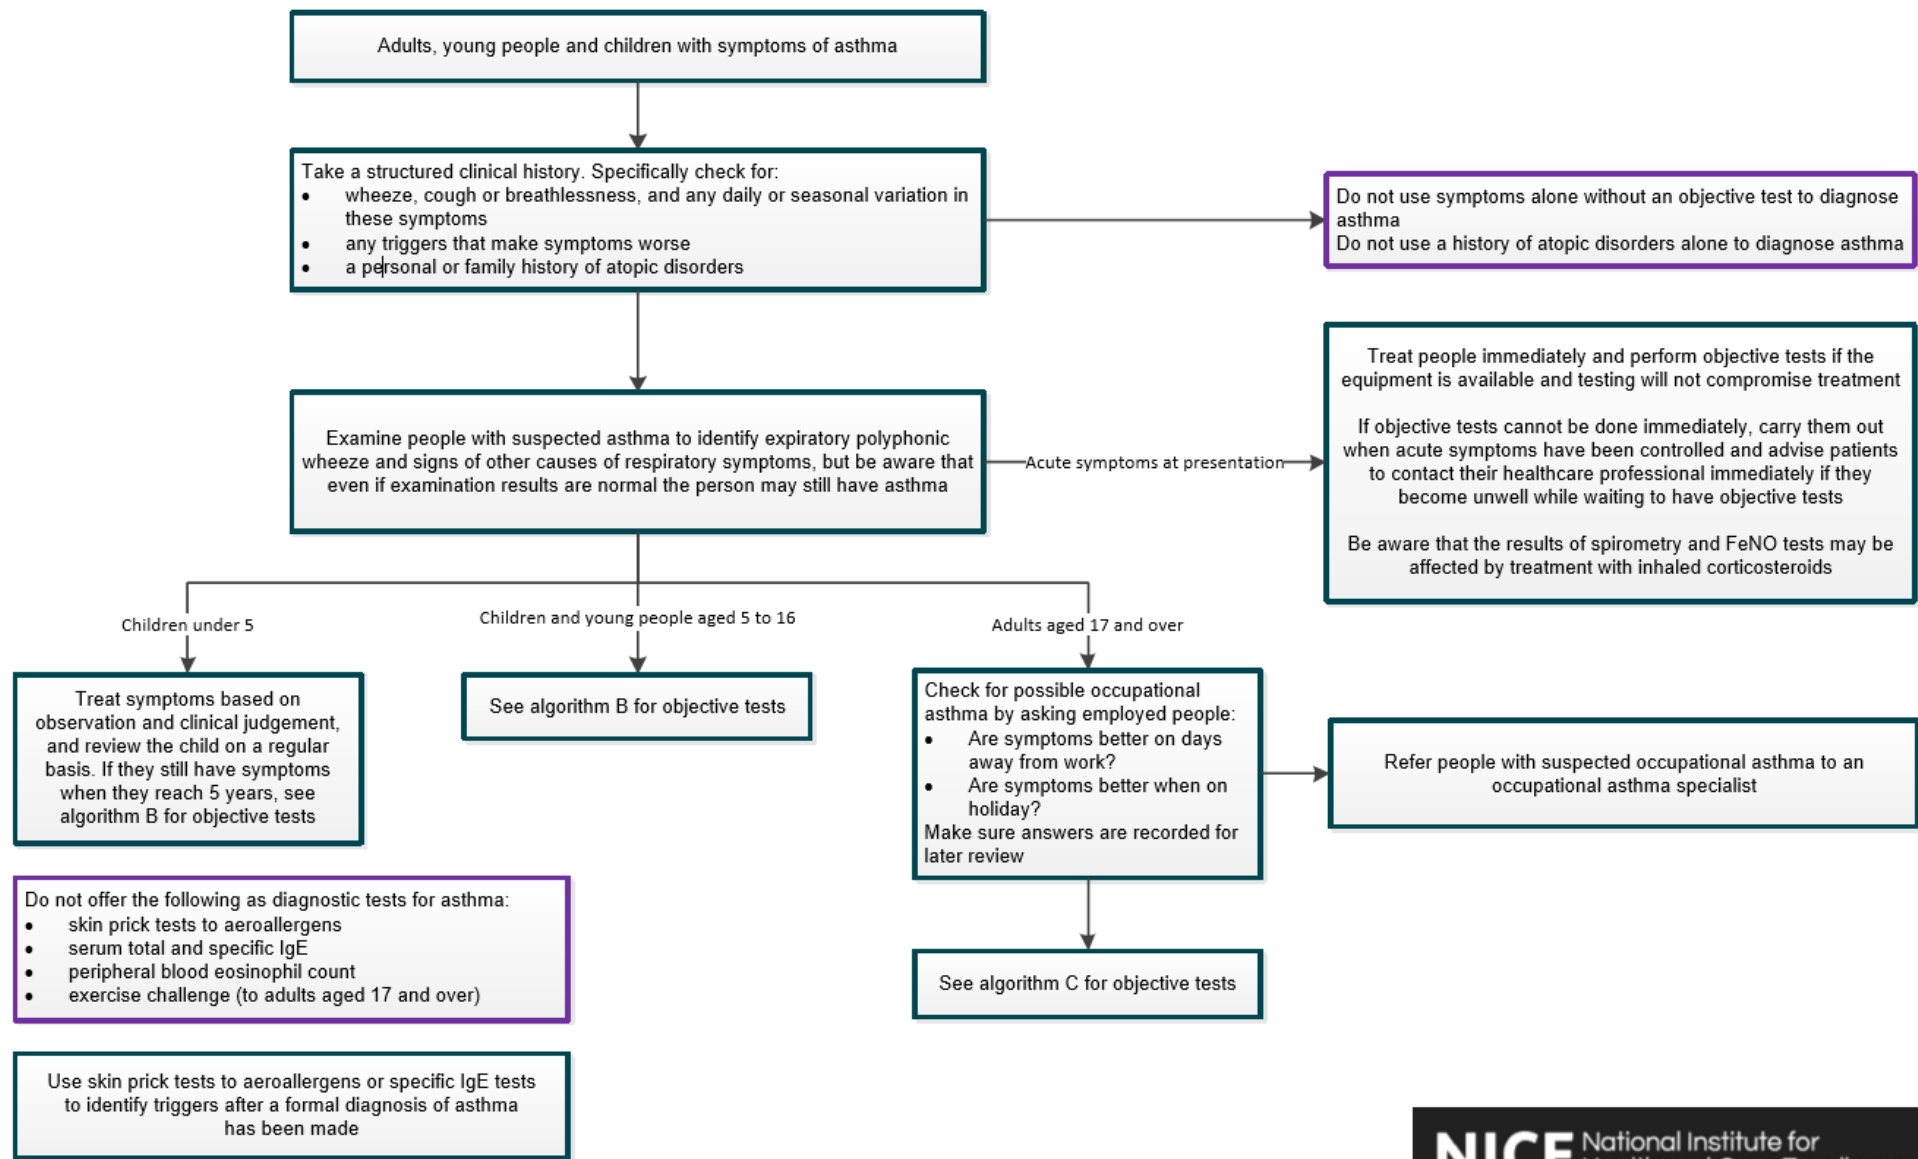 Adults, young people and children with symptoms of asthma
Take a structured clinical history. Specifically check for:
• wheeze, cough or breathlessness, and any daily or seasonal variation in
these symptoms
• any triggers that make symptoms worse
• a personal or family history of atopic disorders
Do not use symptoms alone without an objective test to diagnose
asthma
Do not use a history of atopic disorders alone to diagnose asthma
Examine people with suspected asthma to identify expiratory polyphonic
wheeze and signs of other causes of respiratory symptoms, but be aware that
even if examination results are normal the person may still have asthma
Acute symptoms at presentation
Treat people immediately and perform objective tests if the
equipment is available and testing will not compromise treatment
If objective tests cannot be done immediately, carry them out
when acute symptoms have been controlled and advise patients
to contact their healthcare professional immediately if they
become unwell while waiting to have objective tests
Be aware that the results of spirometry and FeNO tests may be
affected by treatment with inhaled corticosteroids
Children under 5
Children and young people aged 5 to 16
Adults aged 17 and over
Treat symptoms based on
observation and clinical judgement,
and review the child on a regular
basis. If they still have symptoms
when they reach 5 years, see
algorithm B for objective tests
See algorithm B for objective tests
Check for possible occupational
asthma by asking employed people:
• Are symptoms better on days
away from work?
• Are symptoms better when on
holiday?
Make sure answers are recorded for
later review
Refer people with suspected occupational asthma to an
occupational asthma specialist
Do not offer the following as diagnostic tests for asthma:
• skin prick tests to aeroallergens
• serum total and specific IgE
• peripheral blood eosinophil count
• exercise challenge (to adults aged 17 and over)
See algorithm C for objective tests
Use skin prick tests to aeroallergens or specific IgE tests
to identify triggers after a formal diagnosis of asthma
has been made
NICE National Institute for